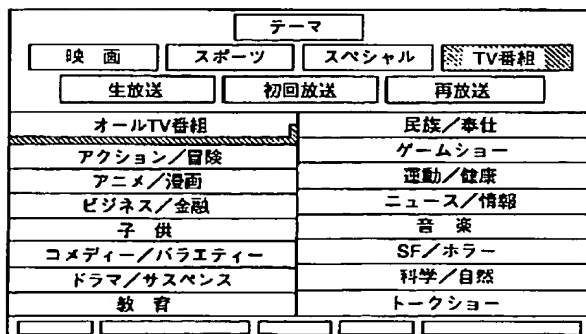 テーマ
映画 スポーツ スペシャル TV番組
生放送 初回放送 再放送
オールTV番組 民族/奉仕
アクション/冒険 ゲームショー
アニメ/漫画 運動/健康
ビジネス/金融 ニュース/情報
子供 音楽
コメディー/バラエティー SF/ホラー
ドラマ/サスペンス 科学/自然
教育 トークショー